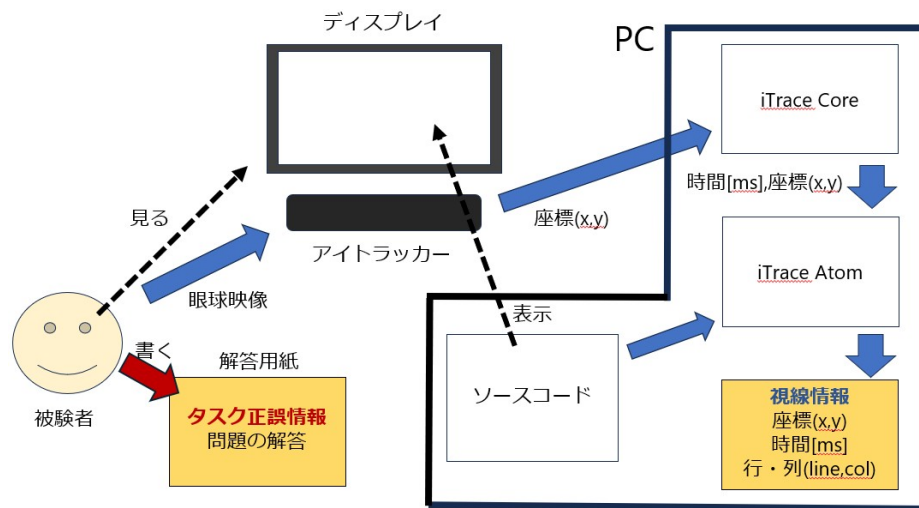 ディスプレイ
PC
iTrace Core
時間[ms],座標(x,y)
見る
座標(x,y)
アイトラッカー
iTrace Atom
眼球映像
表示
書く
解答用紙
ソースコード
被験者
タスク正誤情報
問題の解答
視線情報
座標(x,y)
時間[ms]
行・列(line,col)